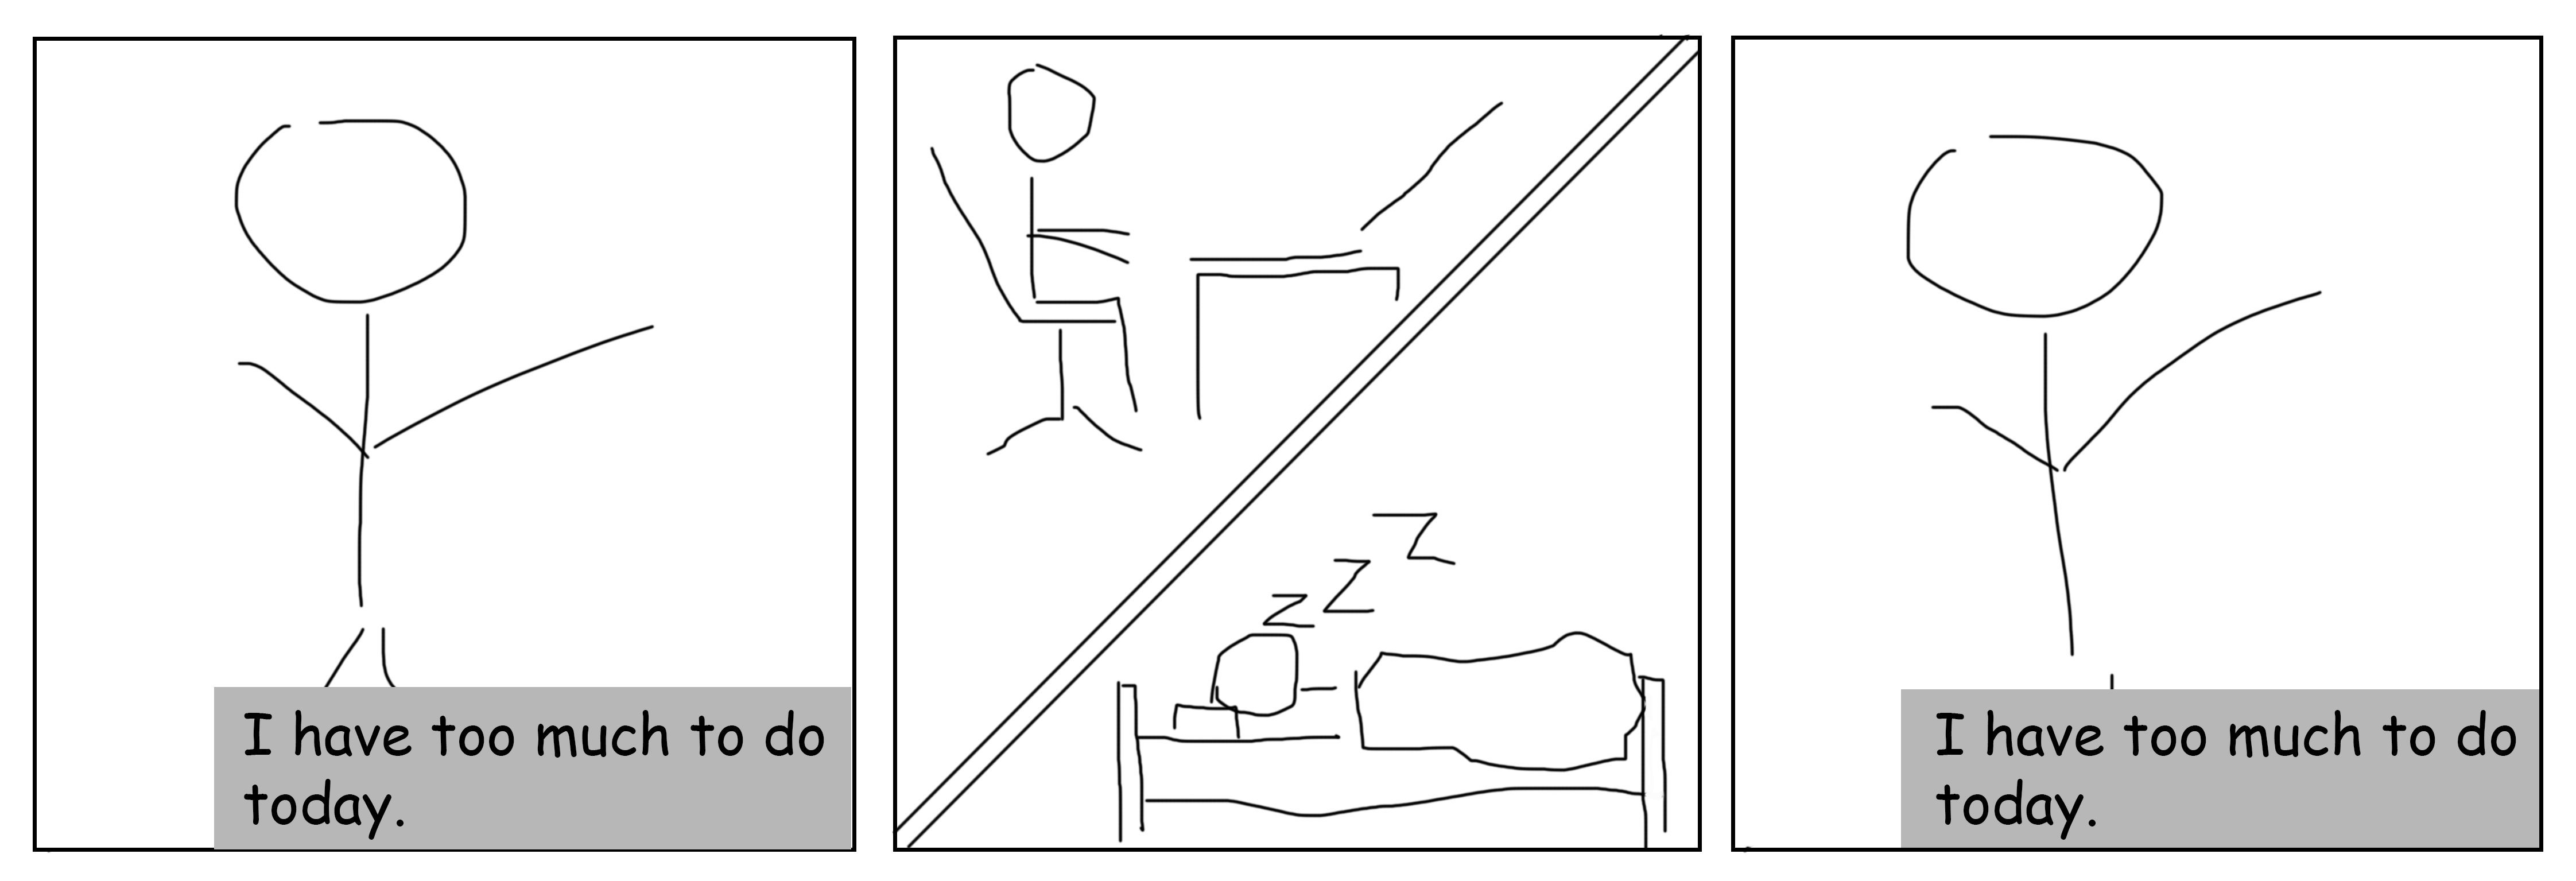 I have too much to do
today.
z
Z
Z
I have too much to do
today.